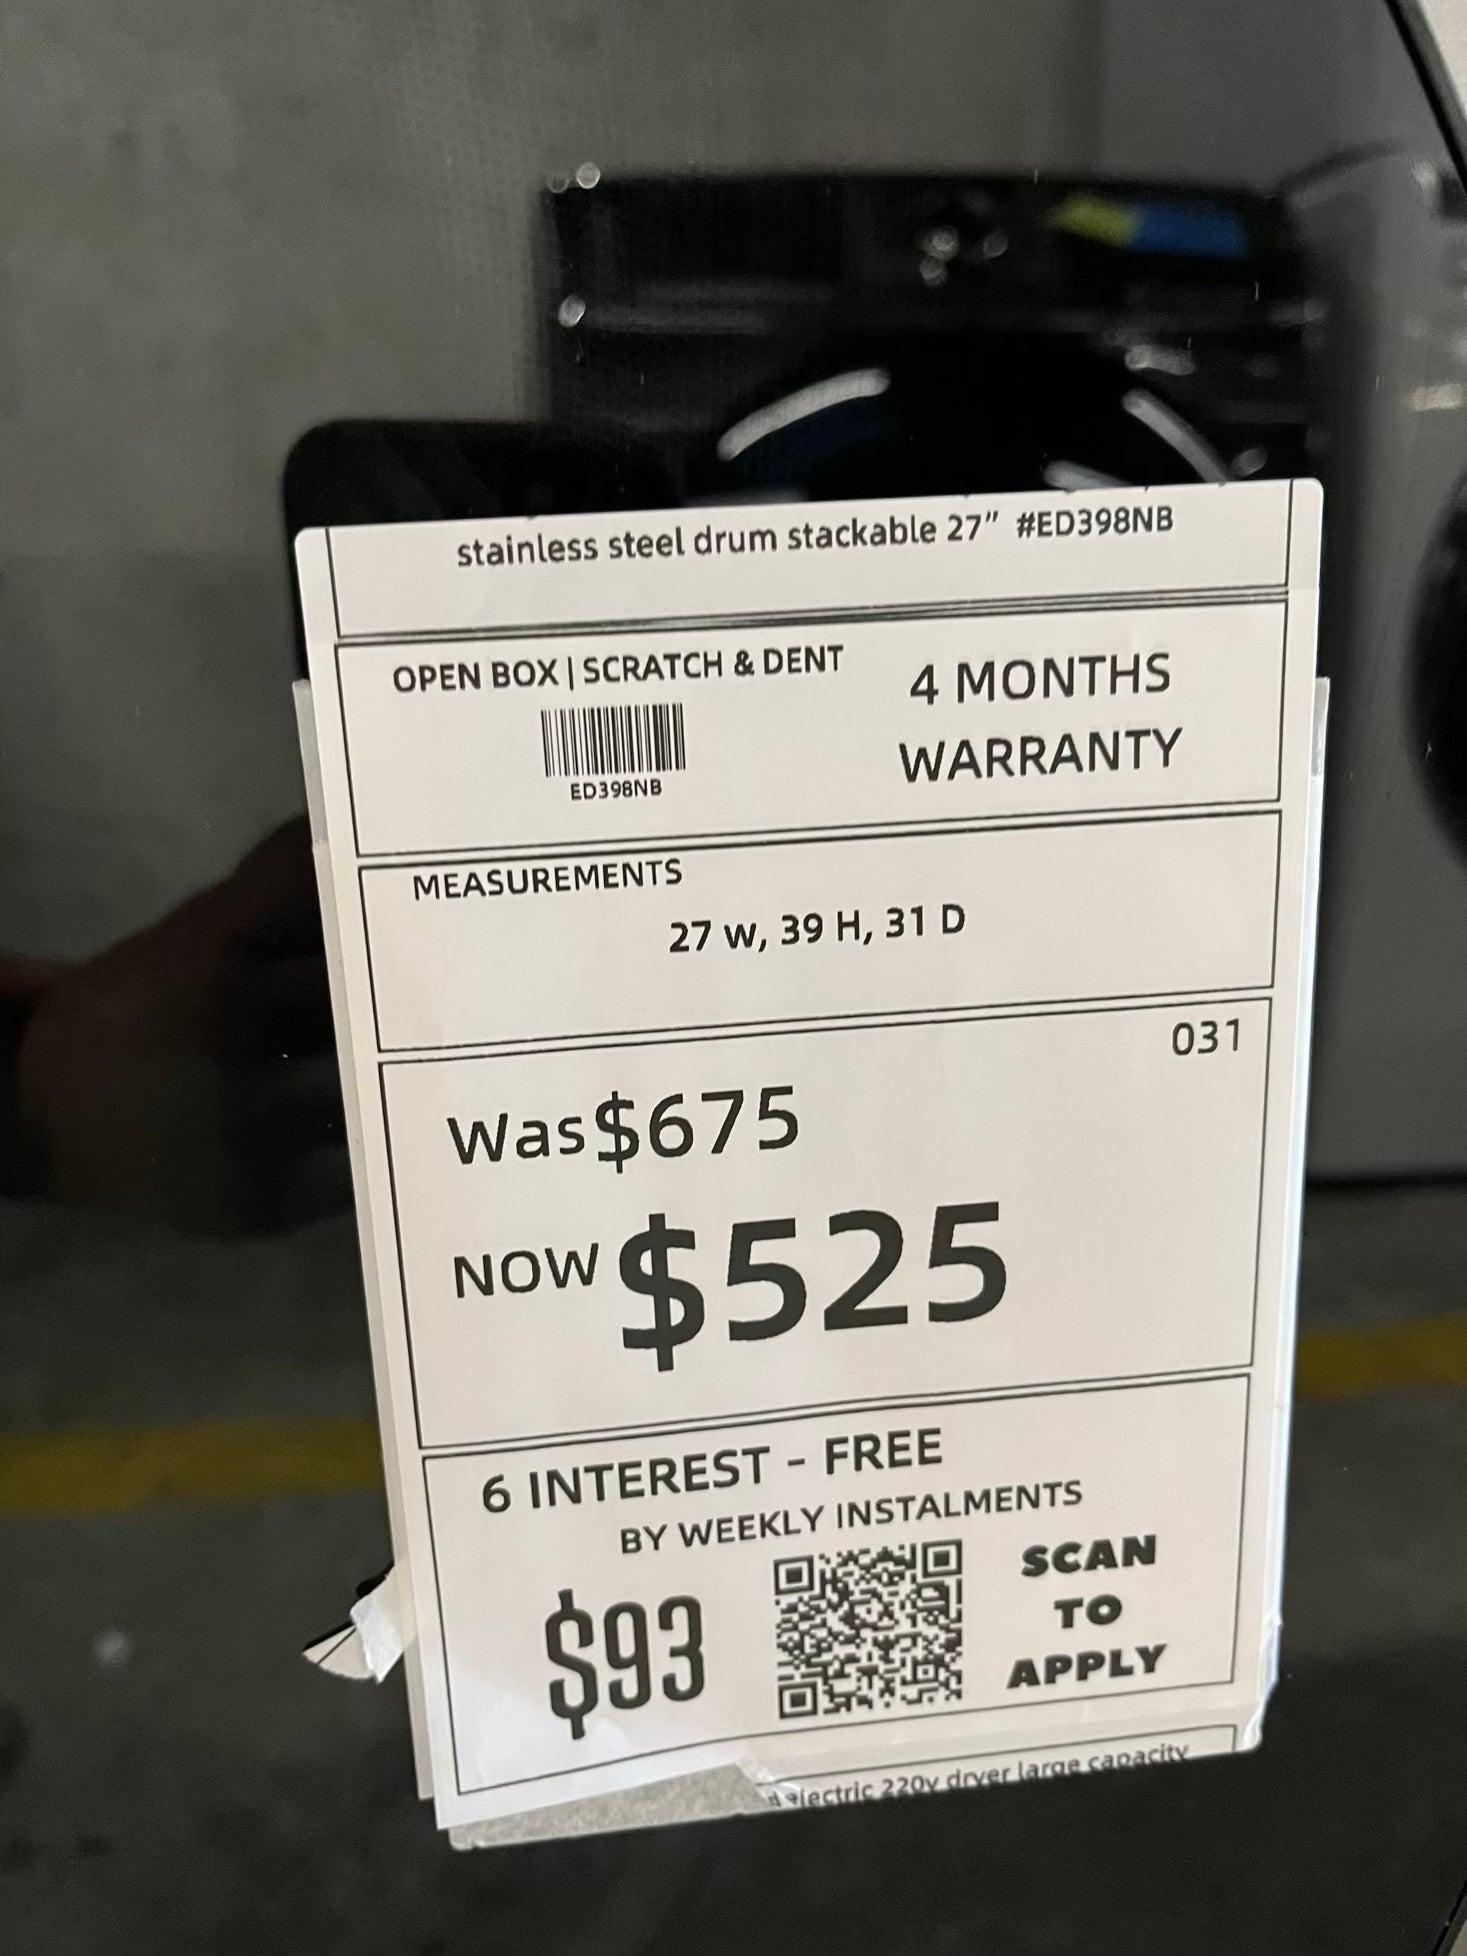 stainless steel drum stackable 27" #ED398NB
OPEN BOX | SCRATCH & DENT
ED398NB
4 MONTHS
WARRANTY
MEASUREMENTS
27 W, 39 H, 31 D
031
Was $675
NOW $525
6 INTEREST - FREE
BY WEEKLY INSTALMENTS
$93
SCAN
TO
APPLY
electric 220v dryer large capacity